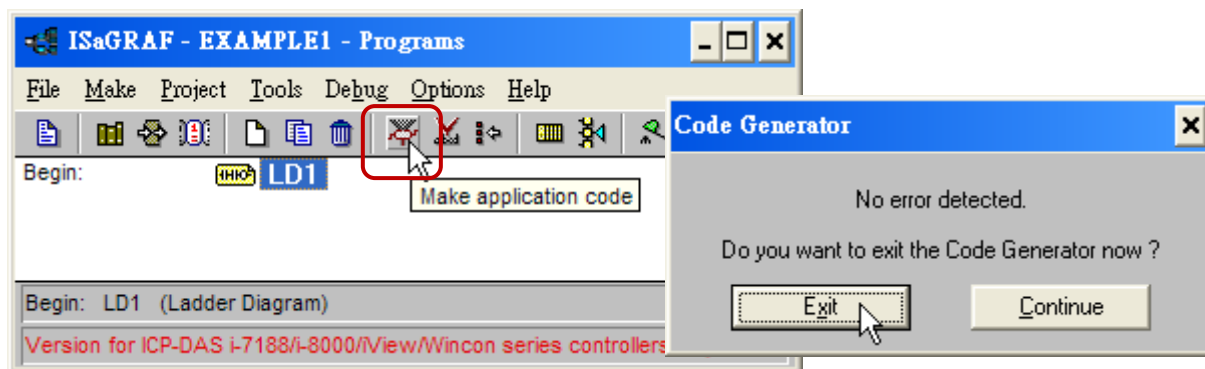 ISaGRAF - EXAMPLE1 - Programs
File Make Project Tools Debug Options Help
Begin: LD1
Make application code
Begin: LD1 (Ladder Diagram)
Version for ICP-DAS i-7188/i-8000/iView/Wincon series controllers
Code Generator
No error detected.
Do you want to exit the Code Generator now ?
Exit Continue